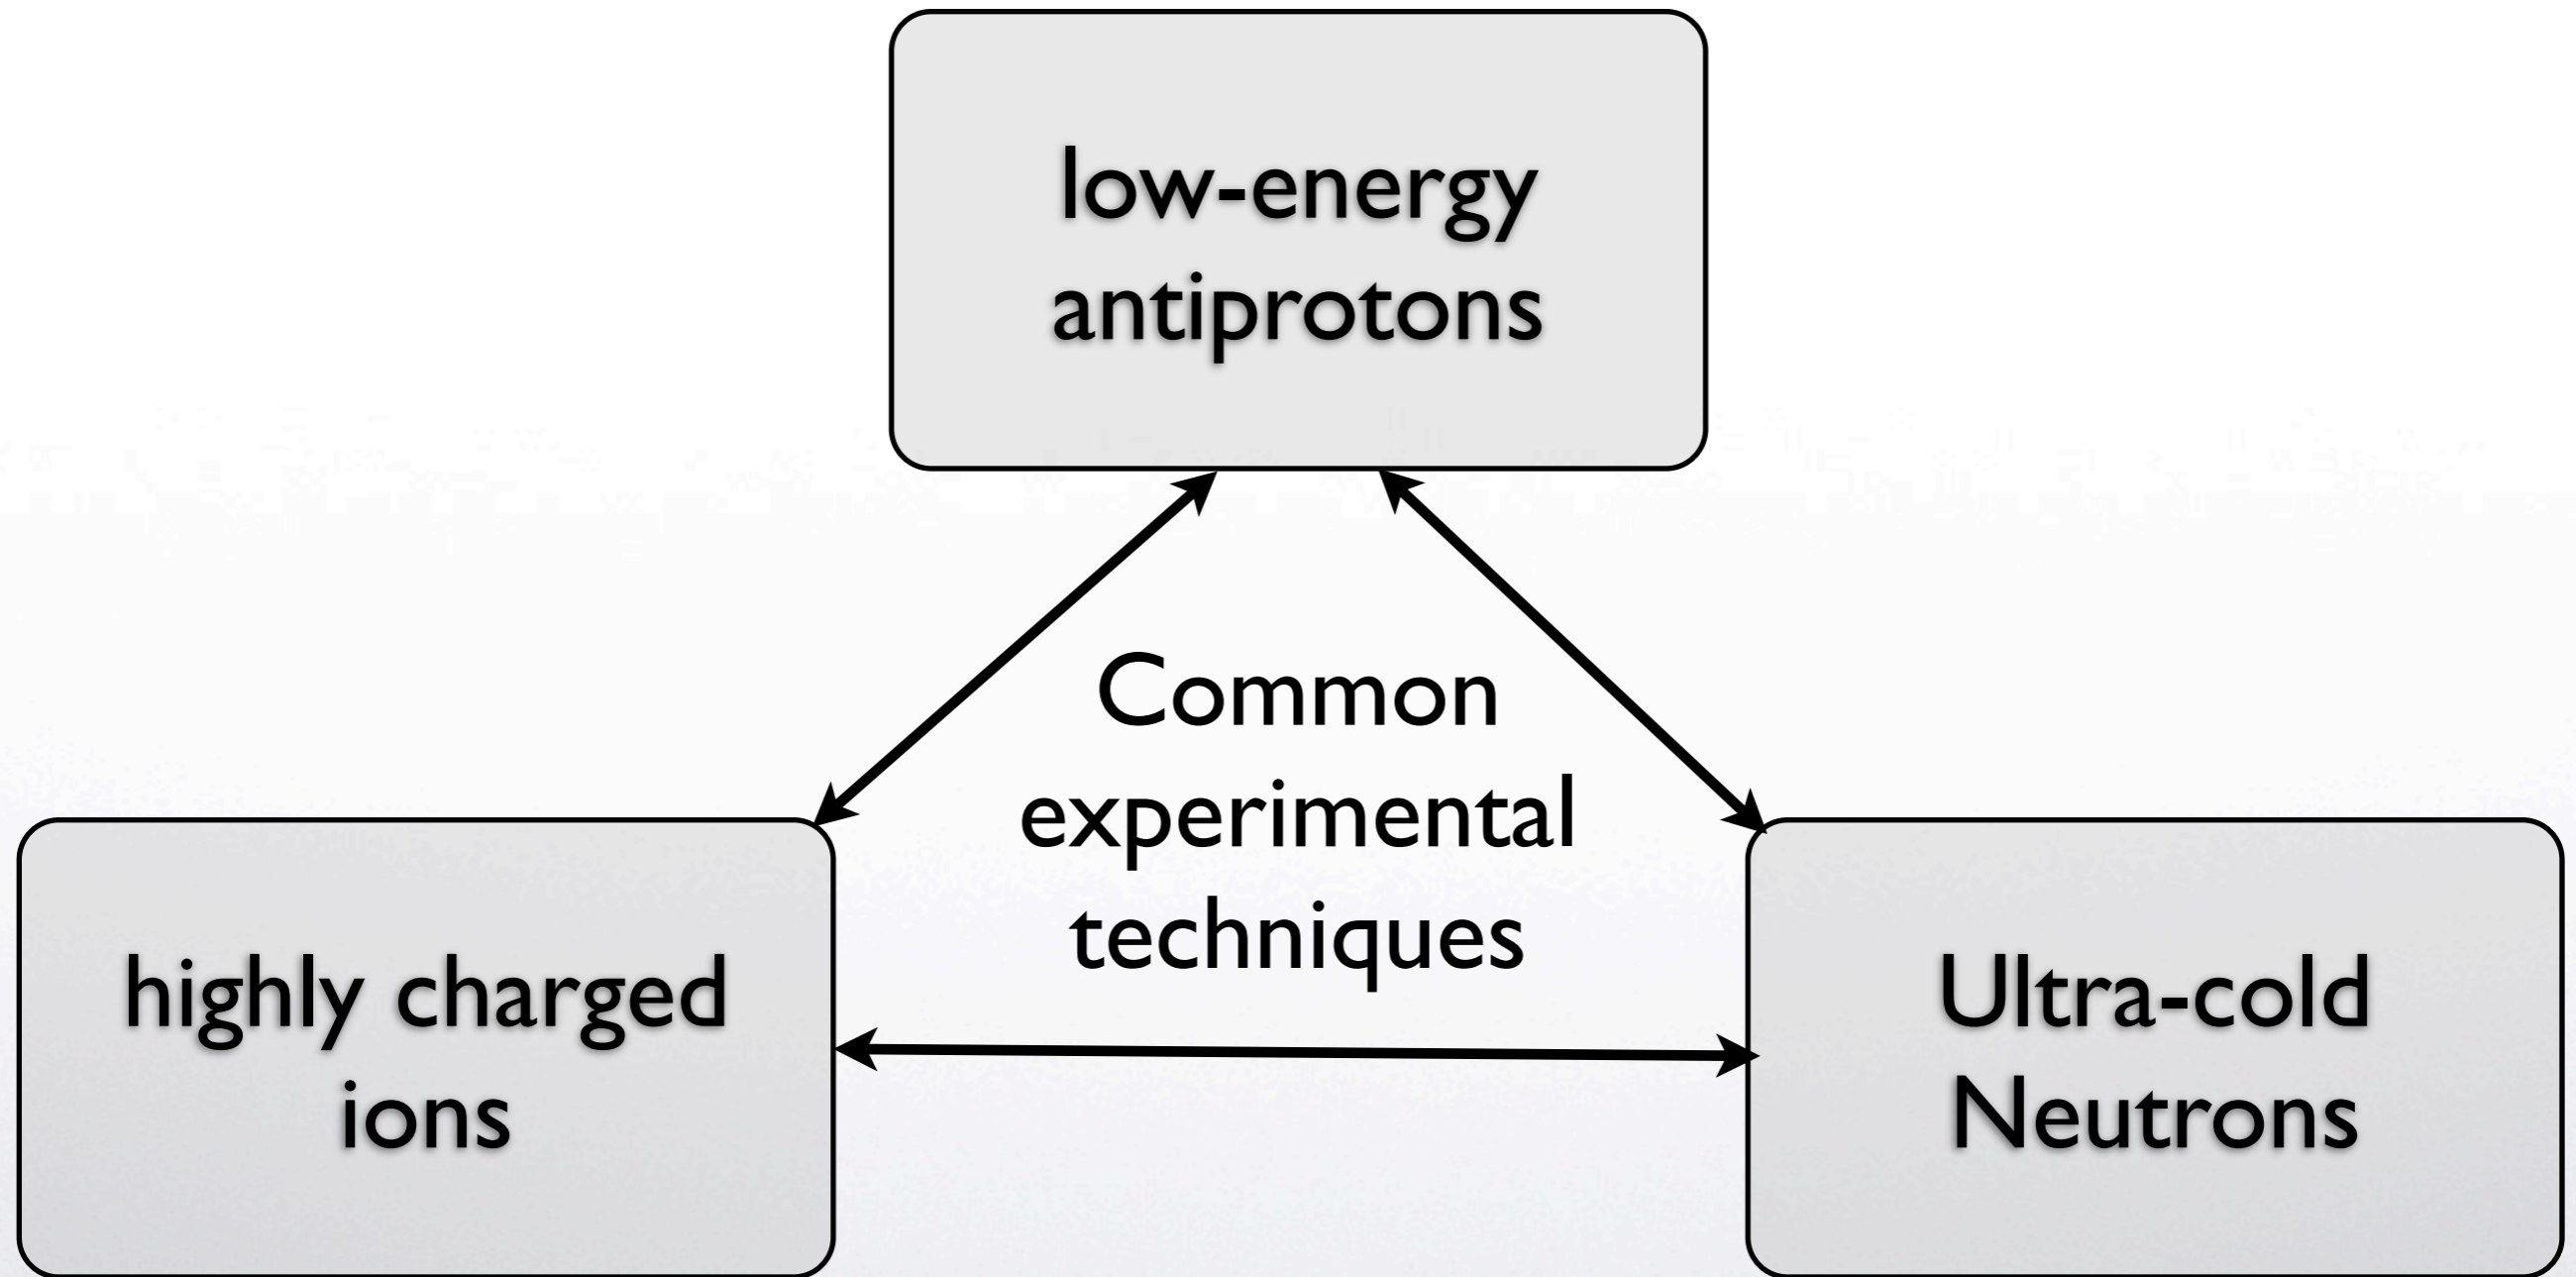 low-energy
antiprotons
Common
experimental
techniques
highly charged
ions
Ultra-cold
Neutrons